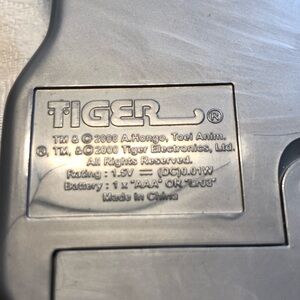 TIGER ®
TM & © 2000 A.Hongo, Toei Anim.
®, TM, & © 2000 Tiger Electronics, Ltd.
All Rights Reserved.
Rating : 1.5V ⎓ (DC)0.01W
Battery : 1 x "AAA" OR "LR03"
Made in China